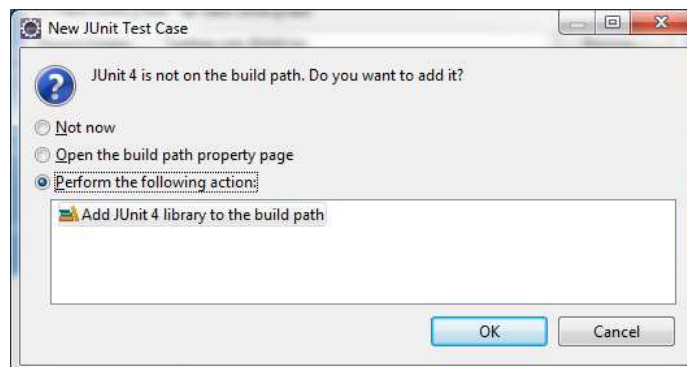 New JUnit Test Case
JUnit 4 is not on the build path. Do you want to add it?
Not now
Open the build path property page
Perform the following action:
Add JUnit 4 library to the build path
OK
Cancel